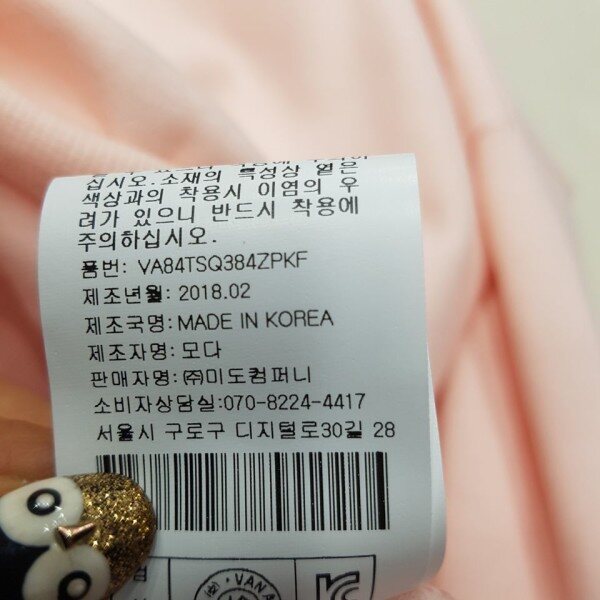 십시오.소재의 특성상 옅은
색상과의 착용시 이염의 우
려가 있으니 반드시 착용에
주의하십시오.
품번: VA84TSQ384ZPKF
제조년월: 2018.02
제조국명:MADE IN KOREA
제조자명: 모다
판매자명:㈜미도컴퍼니
소비자상담실:070-8224-4417
서울시 구로구 디지털로30길 28
VAN